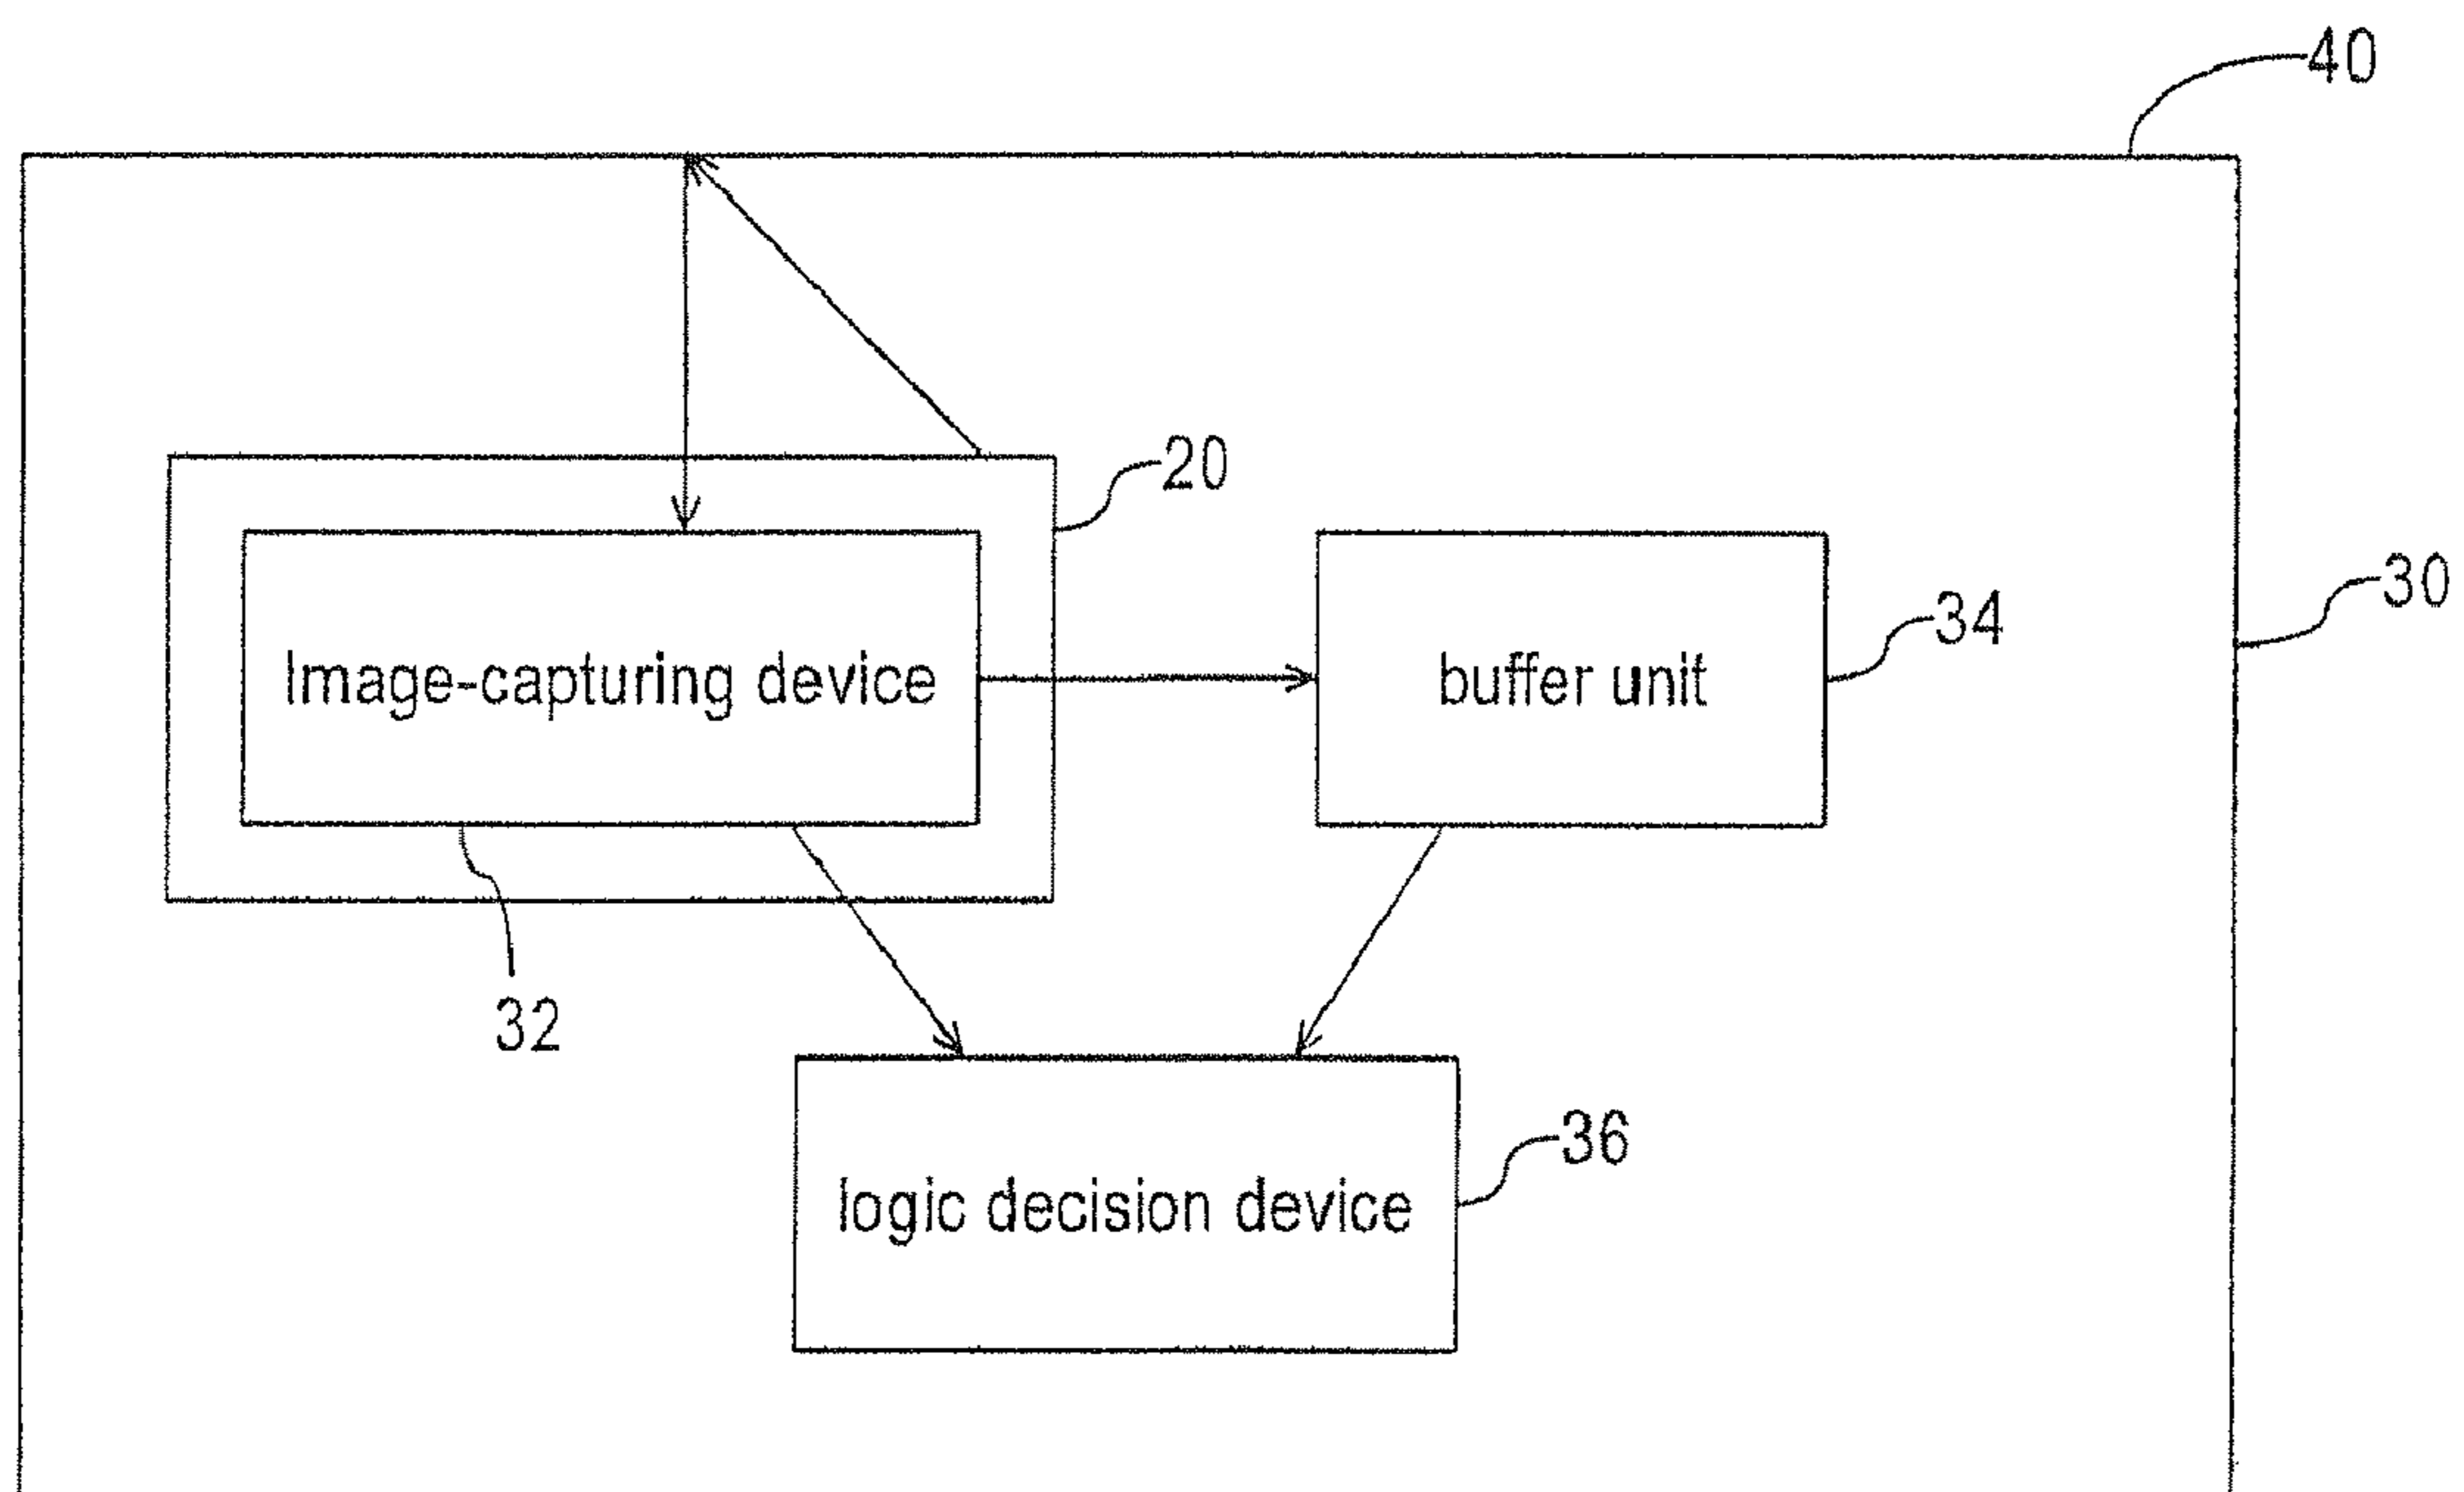 40
20
30
34
Image-capturing device
buffer unit
32
36
logic decision device